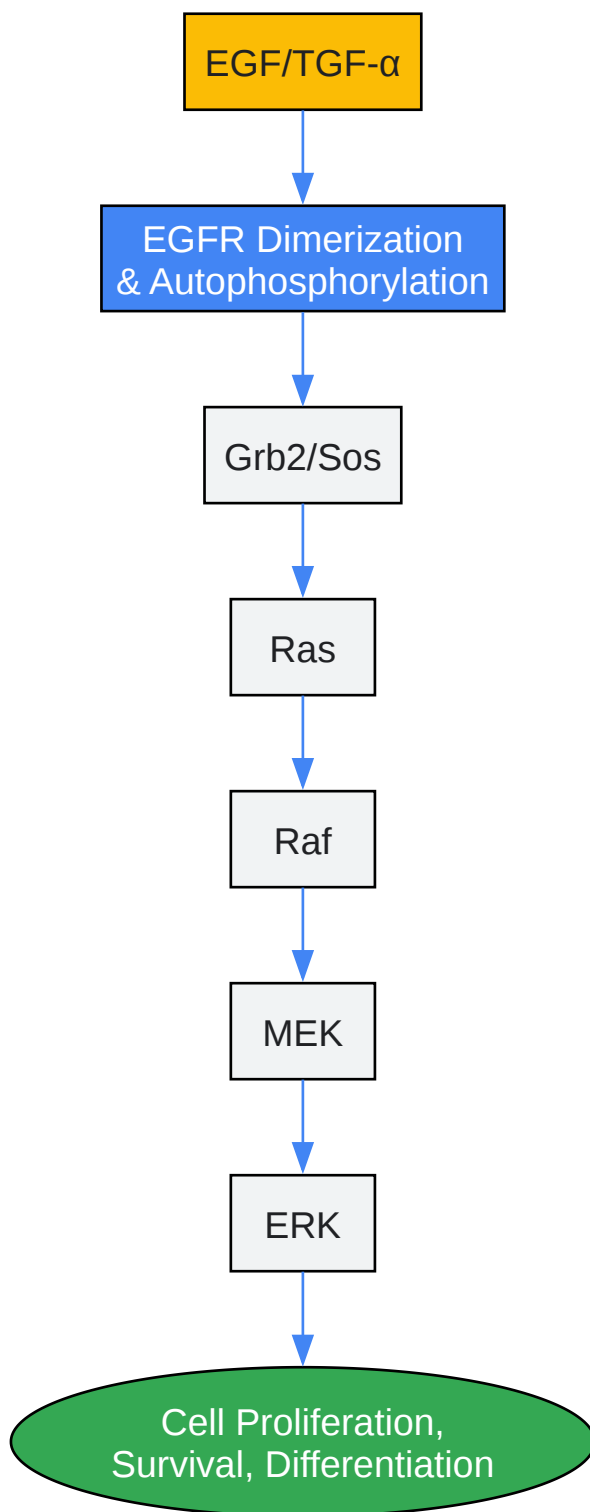 EGF/TGF-α
EGFR Dimerization
& Autophosphorylation
Grb2/Sos
Ras
Raf
MEK
ERK
Cell Proliferation,
Survival, Differentiation